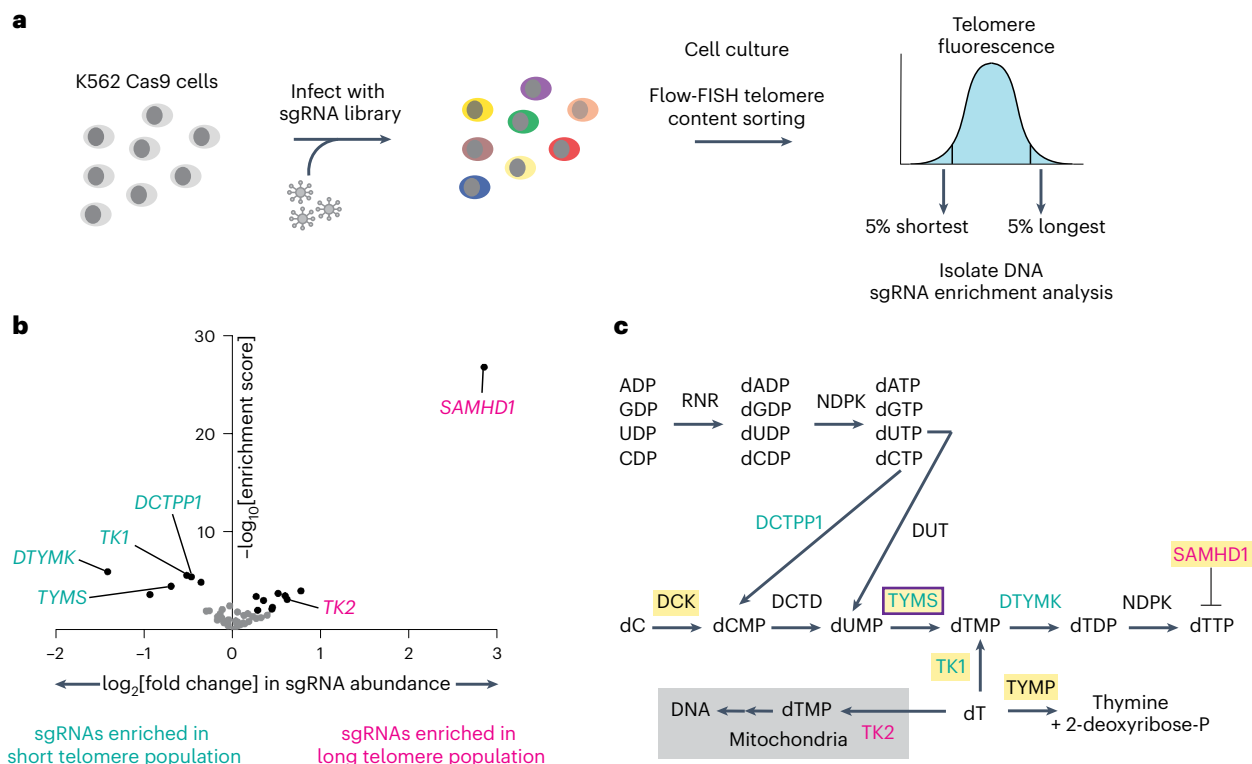 a
K562 Cas9 cells
Infect with
sgRNA library
Cell culture
Flow-FISH telomere
content sorting
Telomere
fluorescence
5% shortest
5% longest
Isolate DNA
sgRNA enrichment analysis
b
30
20
10
−log10[enrichment score]
SAMHD1
DCTPP1
TK1
DTYMK
TYMS
TK2
−2
−1
0
1
2
3
log2[fold change] in sgRNA abundance
sgRNAs enriched in
short telomere population
sgRNAs enriched in
long telomere population
c
ADP
GDP
UDP
CDP
RNR
dADP
dGDP
dUDP
dCDP
NDPK
dATP
dGTP
dUTP
dCTP
DCTPP1
DUT
SAMHD1
DCK
DCTD
TYMS
DTYMK
NDPK
dC
dCMP
dUMP
dTMP
dTDP
dTTP
TK1
TYMP
DNA
dTMP
dT
Thymine
+ 2-deoxyribose-P
Mitochondria
TK2